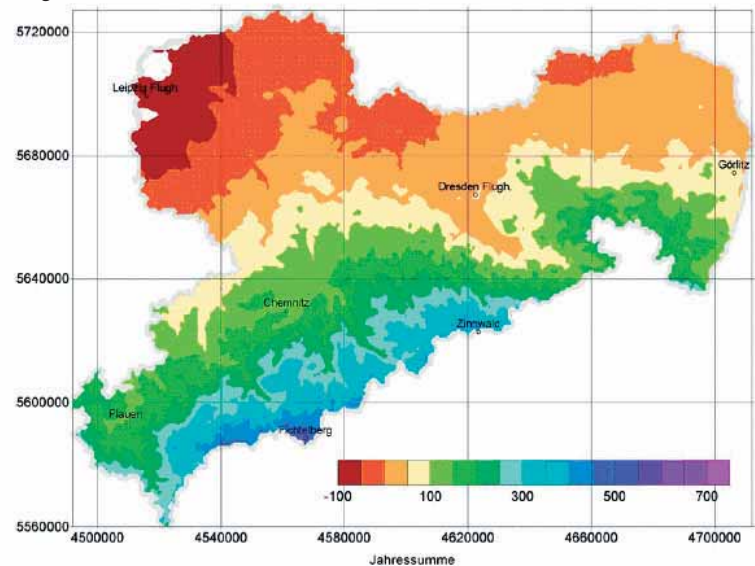 5720000
Leipzig Flugh.
5680000
Görlitz
Dresden Flugh.
5640000
Chemnitz
Zinnwald
5600000
Plauen
Fichtelberg
-100 100 300 500 700
5560000
4500000 4540000 4580000 4620000 4660000 4700000
Jahressumme